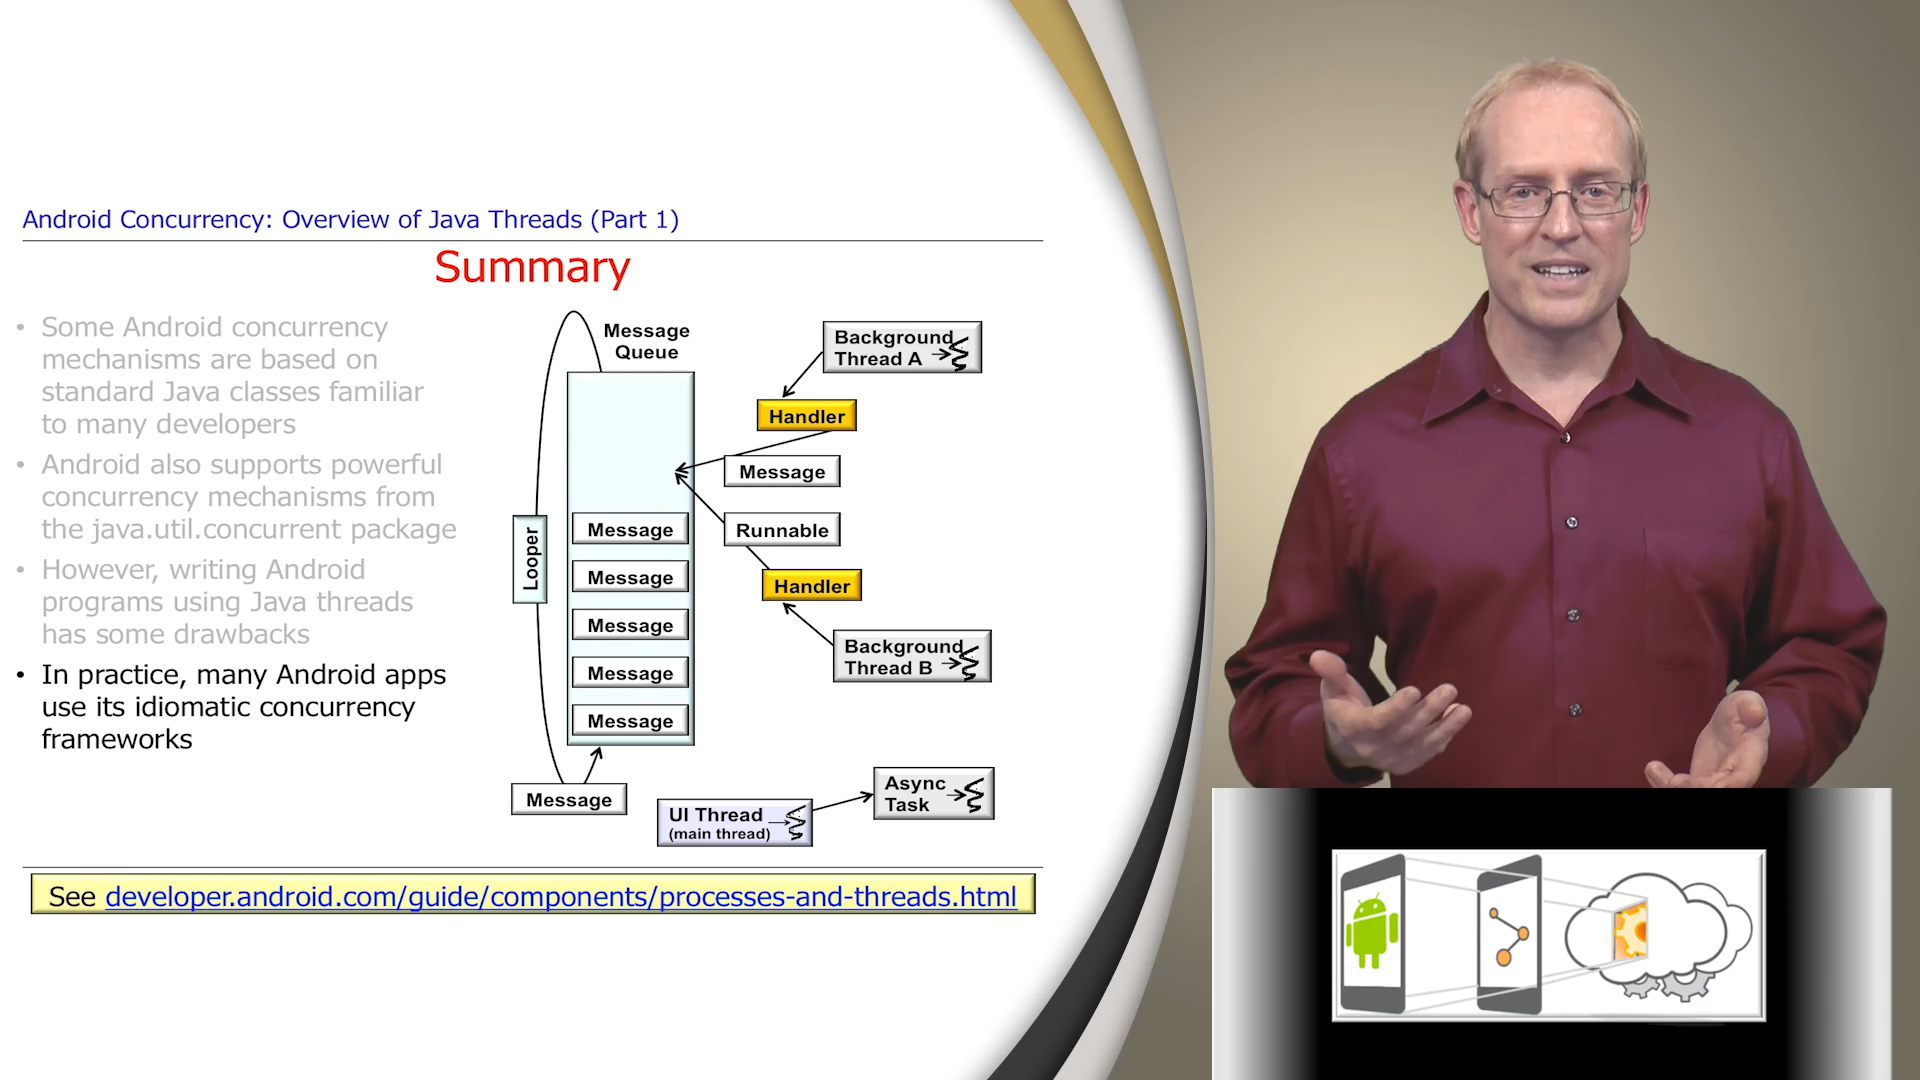 Android Concurrency: Overview of Java Threads (Part 1)
Summary
• Some Android concurrency
mechanisms are based on
standard Java classes familiar
to many developers
• Android also supports powerful
concurrency mechanisms from
the java.util.concurrent package
• However, writing Android
programs using Java threads
has some drawbacks
• In practice, many Android apps
use its idiomatic concurrency
frameworks
Message
Queue
Looper
Message
Message
Message
Message
Message
Message
Background
Thread A
Handler
Message
Runnable
Handler
Background
Thread B
UI Thread
(main thread)
Async
Task
See developer.android.com/guide/components/processes-and-threads.html